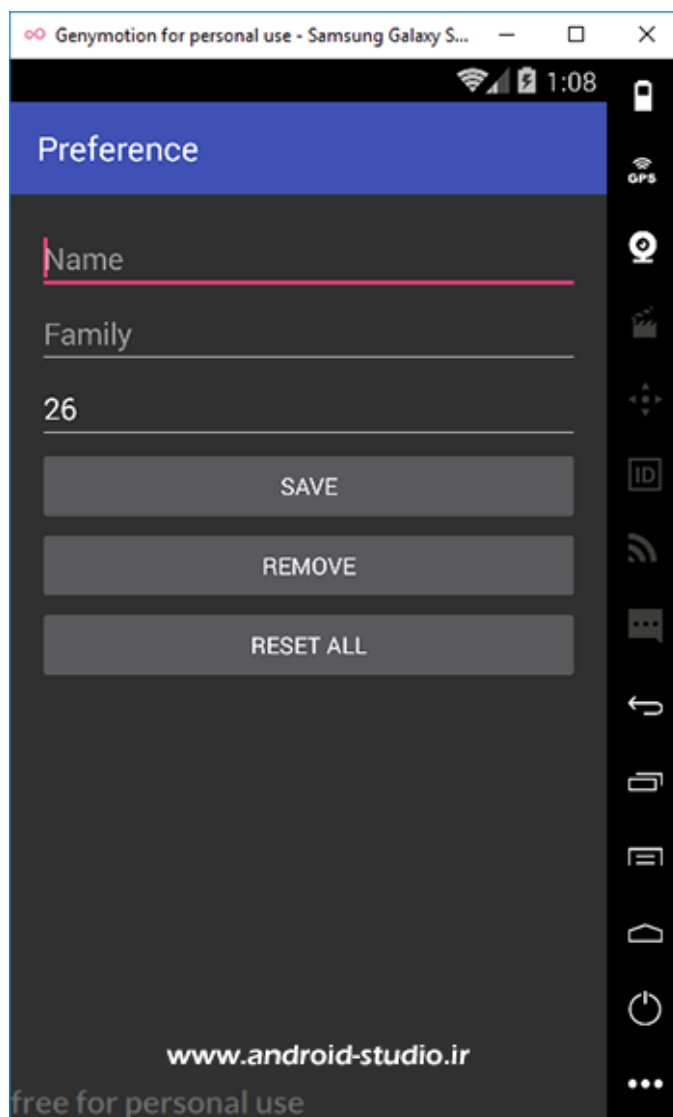 Genymotion for personal use - Samsung Galaxy S...
1:08
Preference
GPS
Name
Family
26
ID
SAVE
REMOVE
RESET ALL
www.android-studio.ir
free for personal use